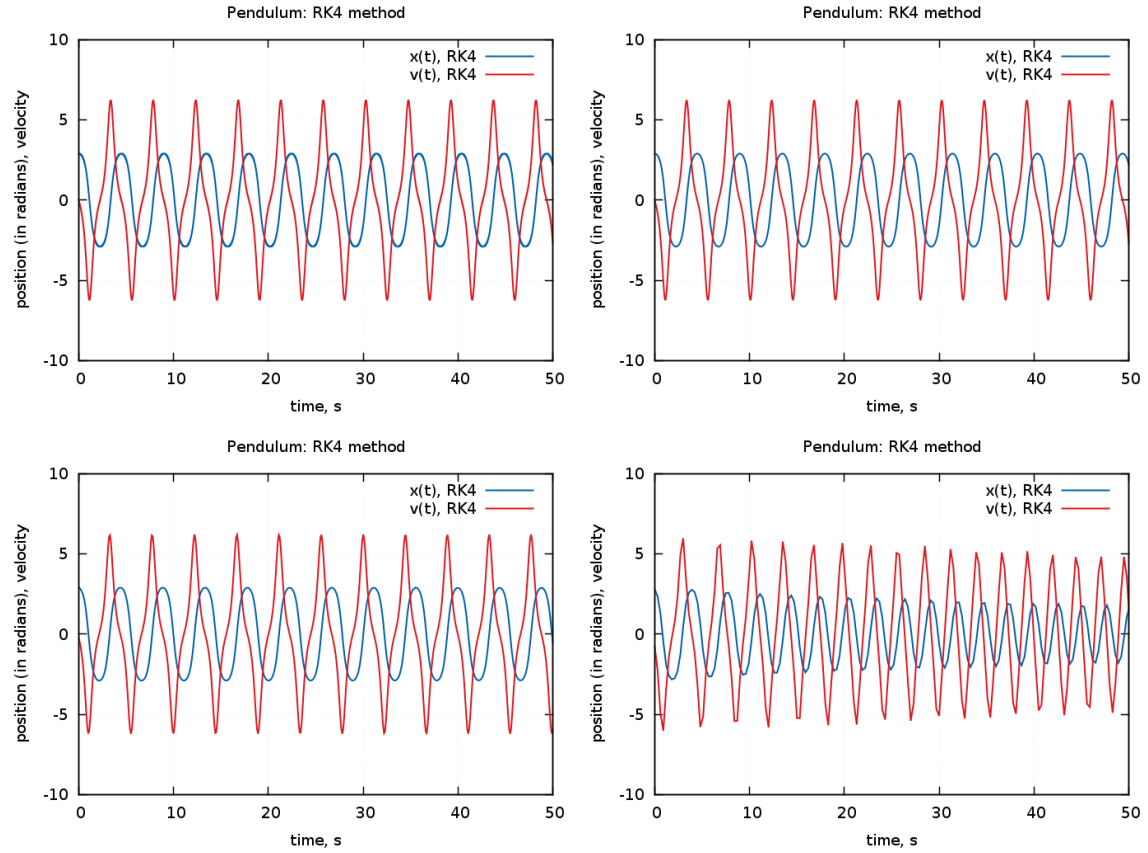 Pendulum: RK4 method
x(t), RK4
v(t), RK4
position (in radians), velocity
10
5
0
-5
-10
0 10 20 30 40 50
time, s
Pendulum: RK4 method
x(t), RK4
v(t), RK4
position (in radians), velocity
10
5
0
-5
-10
0 10 20 30 40 50
time, s
Pendulum: RK4 method
x(t), RK4
v(t), RK4
position (in radians), velocity
10
5
0
-5
-10
0 10 20 30 40 50
time, s
Pendulum: RK4 method
x(t), RK4
v(t), RK4
position (in radians), velocity
10
5
0
-5
-10
0 10 20 30 40 50
time, s